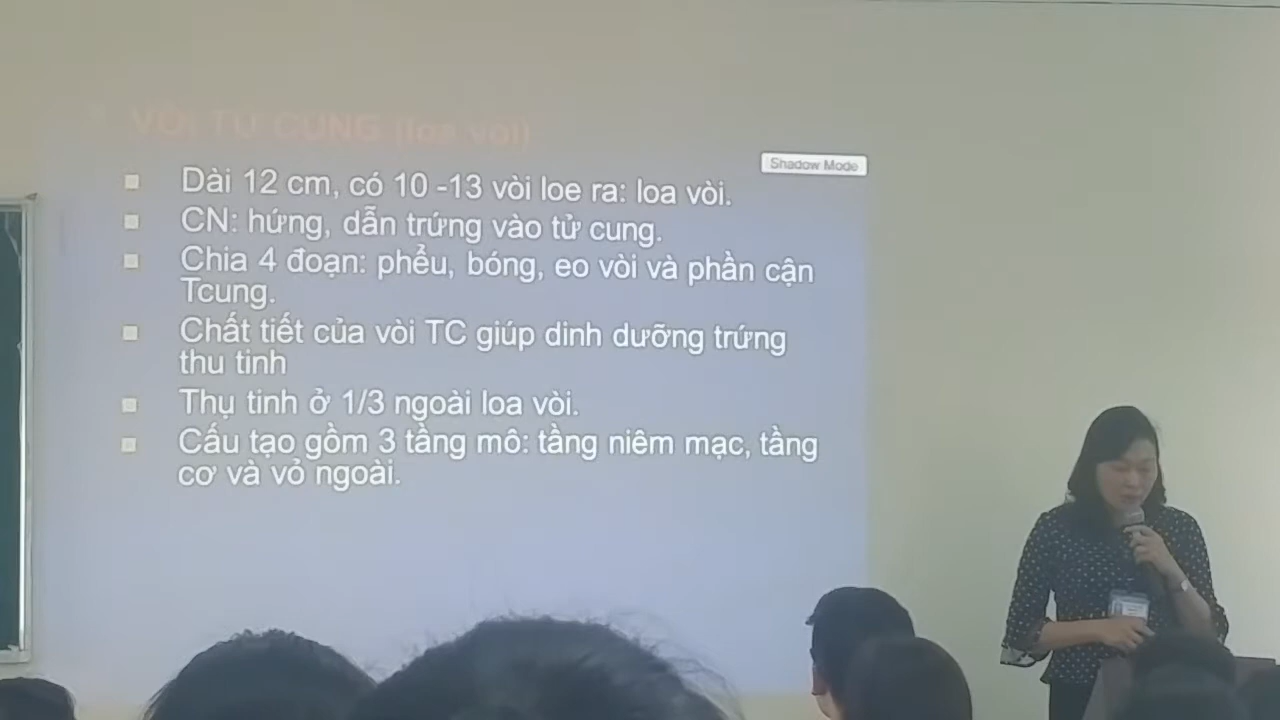 VÒI TỬ CUNG (loa vòi)
Shadow Mode
Dài 12 cm, có 10 -13 vòi loe ra: loa vòi.
CN: hứng, dẫn trứng vào tử cung.
Chia 4 đoạn: phểu, bóng, eo vòi và phần cận
Tcung.
Chất tiết của vòi TC giúp dinh dưỡng trứng
thu tinh
Thụ tinh ở 1/3 ngoài loa vòi.
Cấu tạo gồm 3 tầng mô: tầng niêm mạc, tầng
cơ và vỏ ngoài.